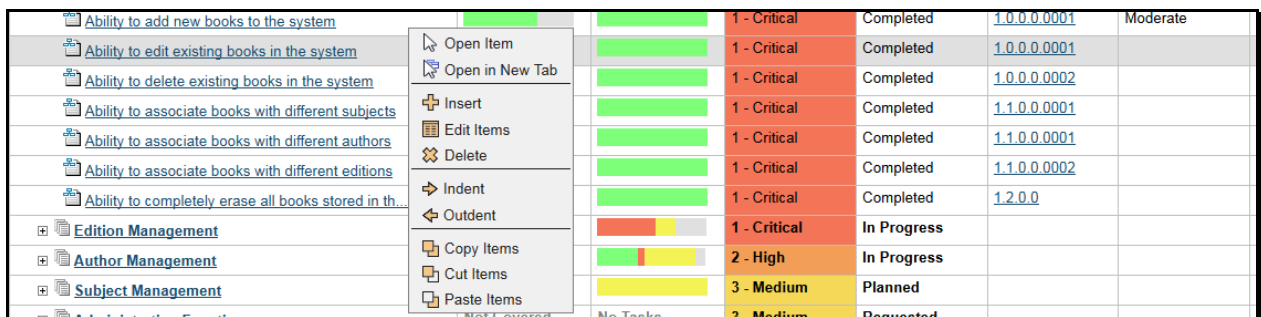 Ability to add new books to the system 1 - Critical Completed 1.0.0.0.0001 Moderate
Ability to edit existing books in the system 1 - Critical Completed 1.0.0.0.0001
Ability to delete existing books in the system 1 - Critical Completed 1.0.0.0.0002
Ability to associate books with different subjects 1 - Critical Completed 1.1.0.0.0001
Ability to associate books with different authors 1 - Critical Completed 1.1.0.0.0001
Ability to associate books with different editions 1 - Critical Completed 1.1.0.0.0002
Ability to completely erase all books stored in th... 1 - Critical Completed 1.2.0.0
Edition Management 1 - Critical In Progress
Author Management 2 - High In Progress
Subject Management 3 - Medium Planned
Not Covered No Tasks 3 - Medium Requested
Open Item
Open in New Tab
Insert
Edit Items
Delete
Indent
Outdent
Copy Items
Cut Items
Paste Items